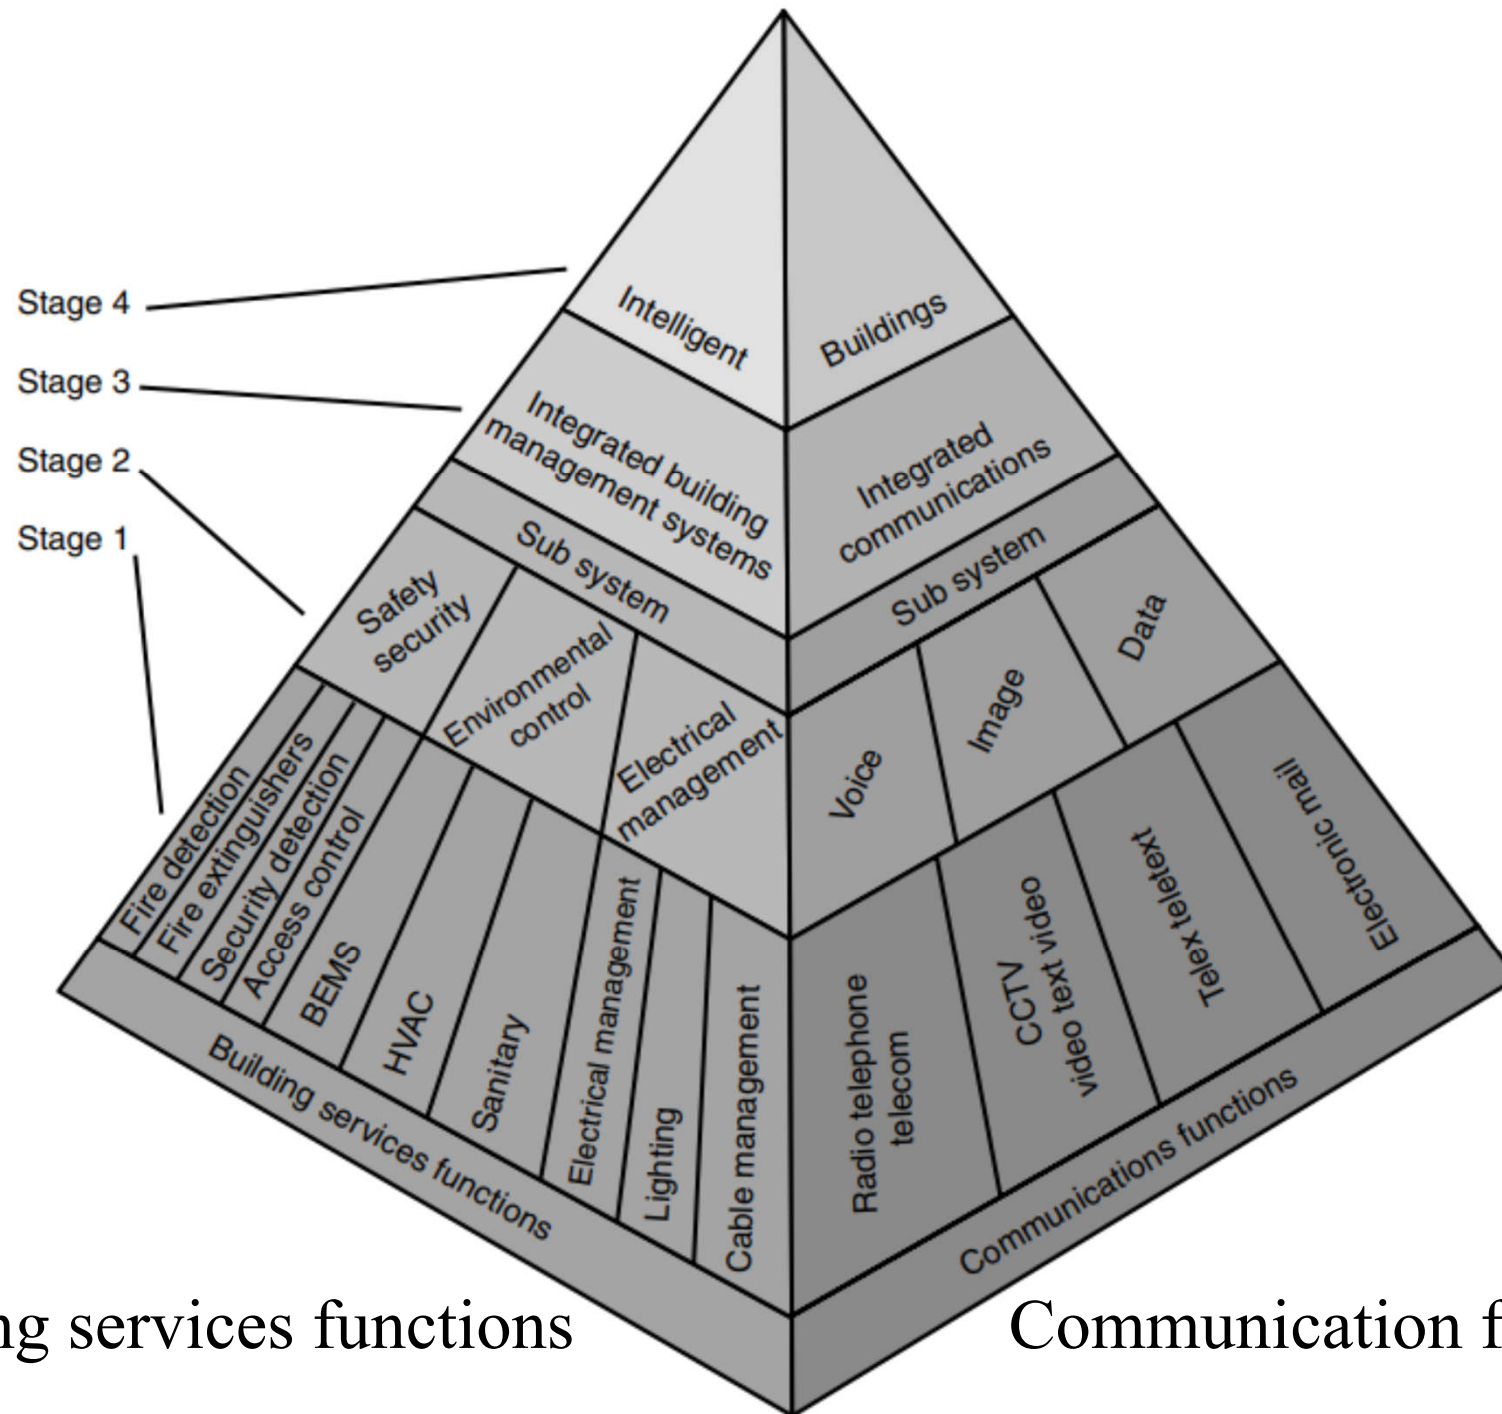 Stage 4
Stage 3
Stage 2
Stage 1
Intelligent
Buildings
Integrated building
management systems
Integrated
communications
Sub system
Sub system
Safety
security
Environmental
control
Electrical
management
Voice
Image
Data
Fire detection
Fire extinguishers
Security detection
Access control
BEMS
HVAC
Sanitary
Electrical management
Lighting
Cable management
Radio telephone
telecom
CCTV
video text video
Telex teletext
Electronic mail
Building services functions
Communications functions
ng services functions
Communication f